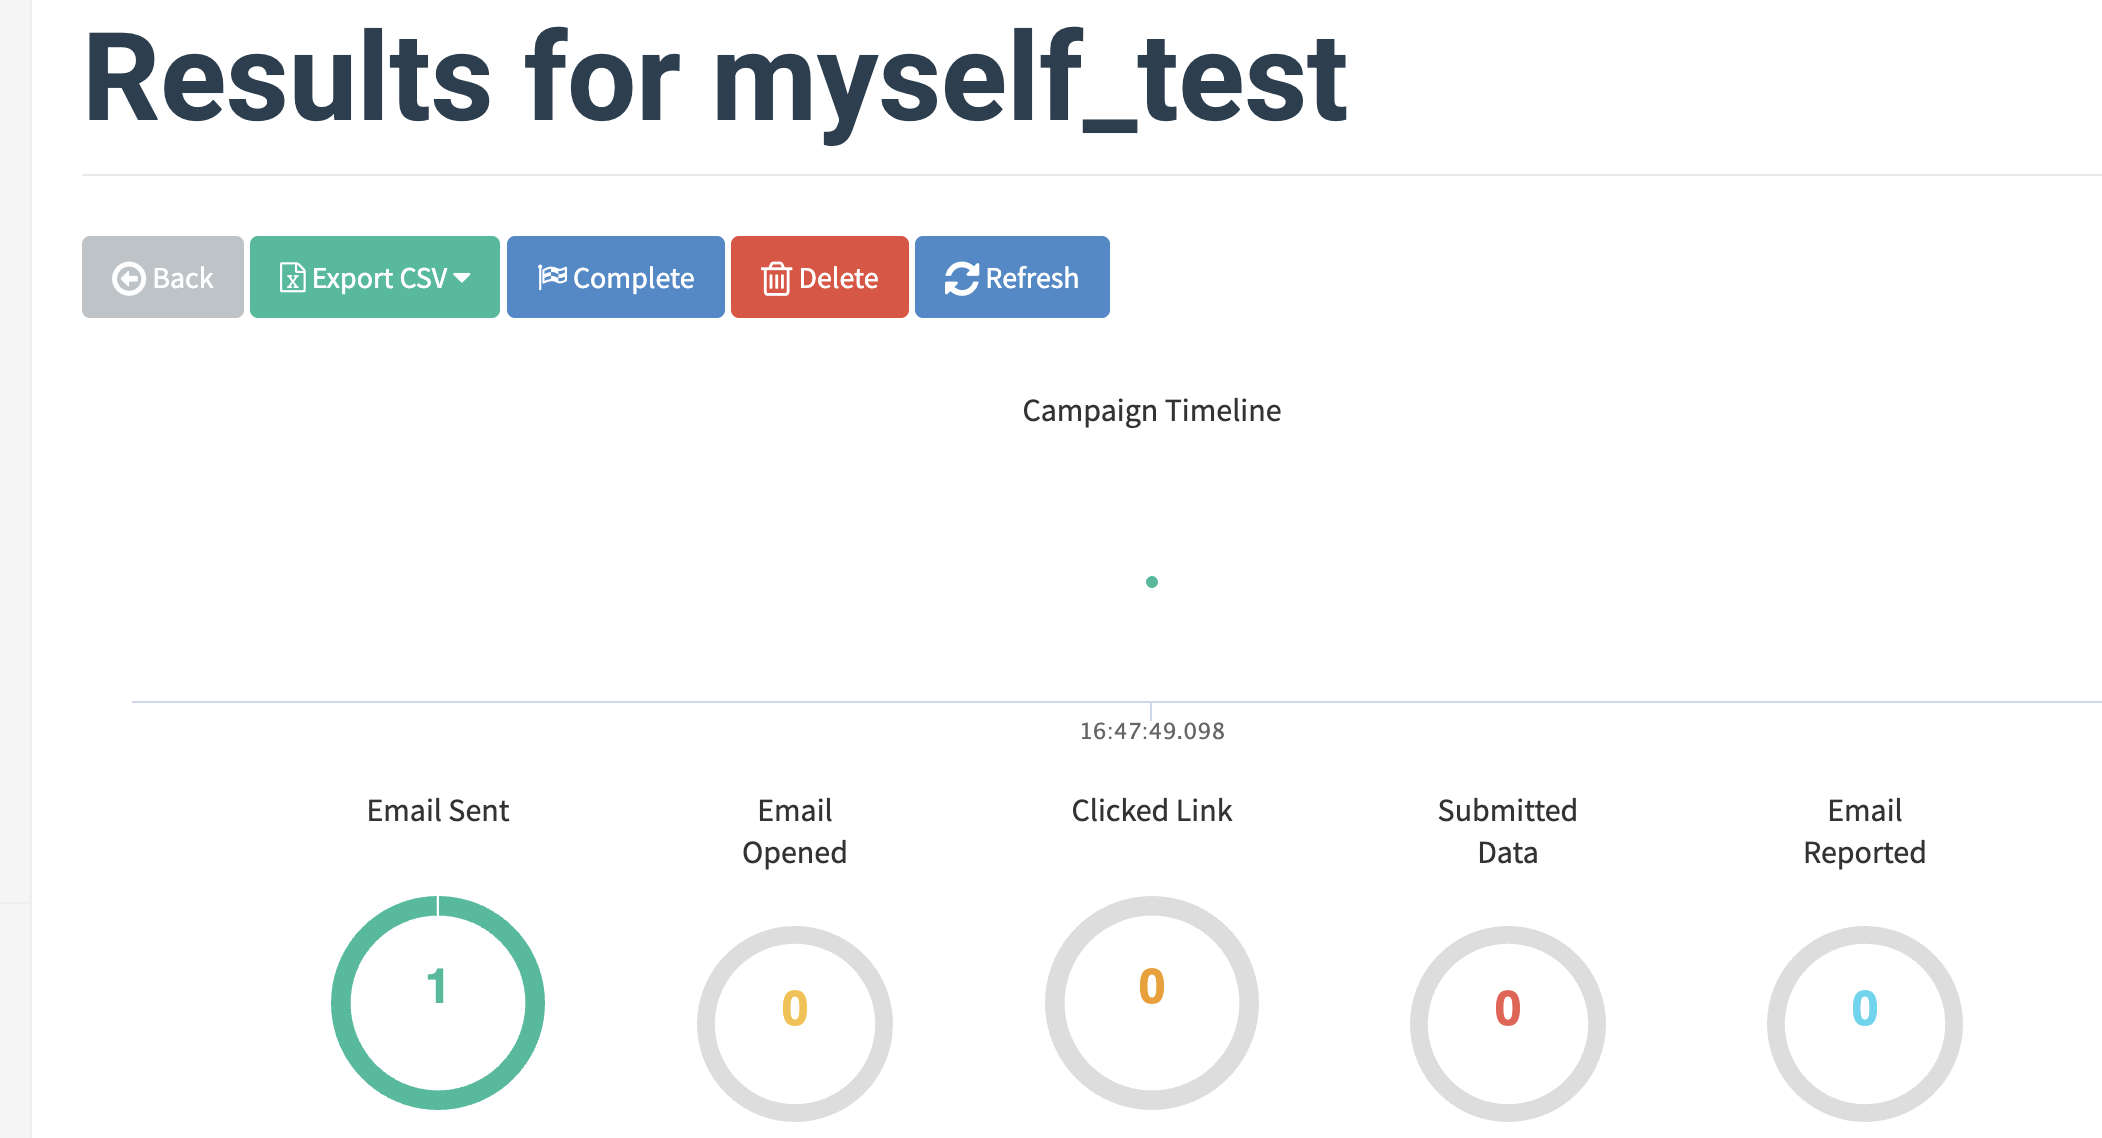 Results for myself_test
Back Export CSV Complete Delete Refresh
Campaign Timeline
16:47:49.098
Email Sent
Email
Opened
Clicked Link
Submitted
Data
Email
Reported
1
0
0
0
0